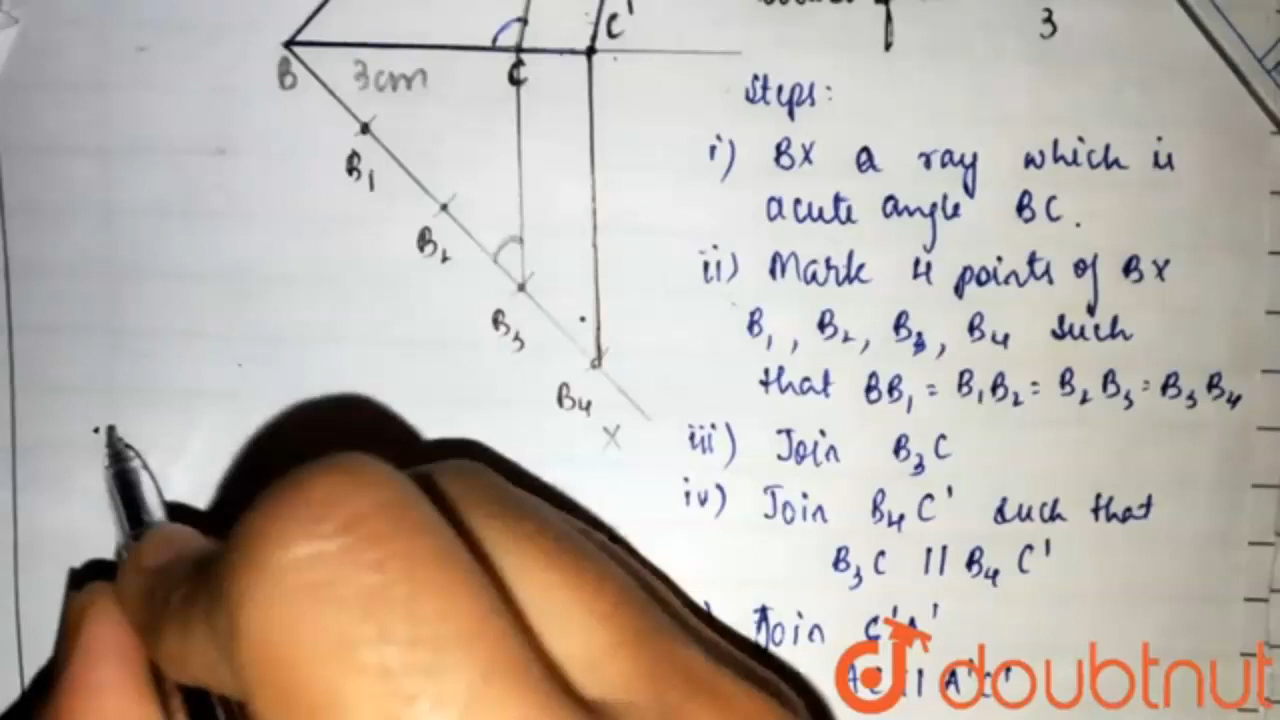 C'
3
B 3cm C
Steps:
i) BX a ray which is
acute angle BC.
B1
ii) Mark 4 points of BX
B2
B1, B2, B3, B4 such
B3
that BB1 = B1B2 = B2B3 = B3B4
B4
X
iii) Join B3C
iv) Join B4C' such that
B3C || B4C'
) Join C'A'
|| A'C'
doubtnut